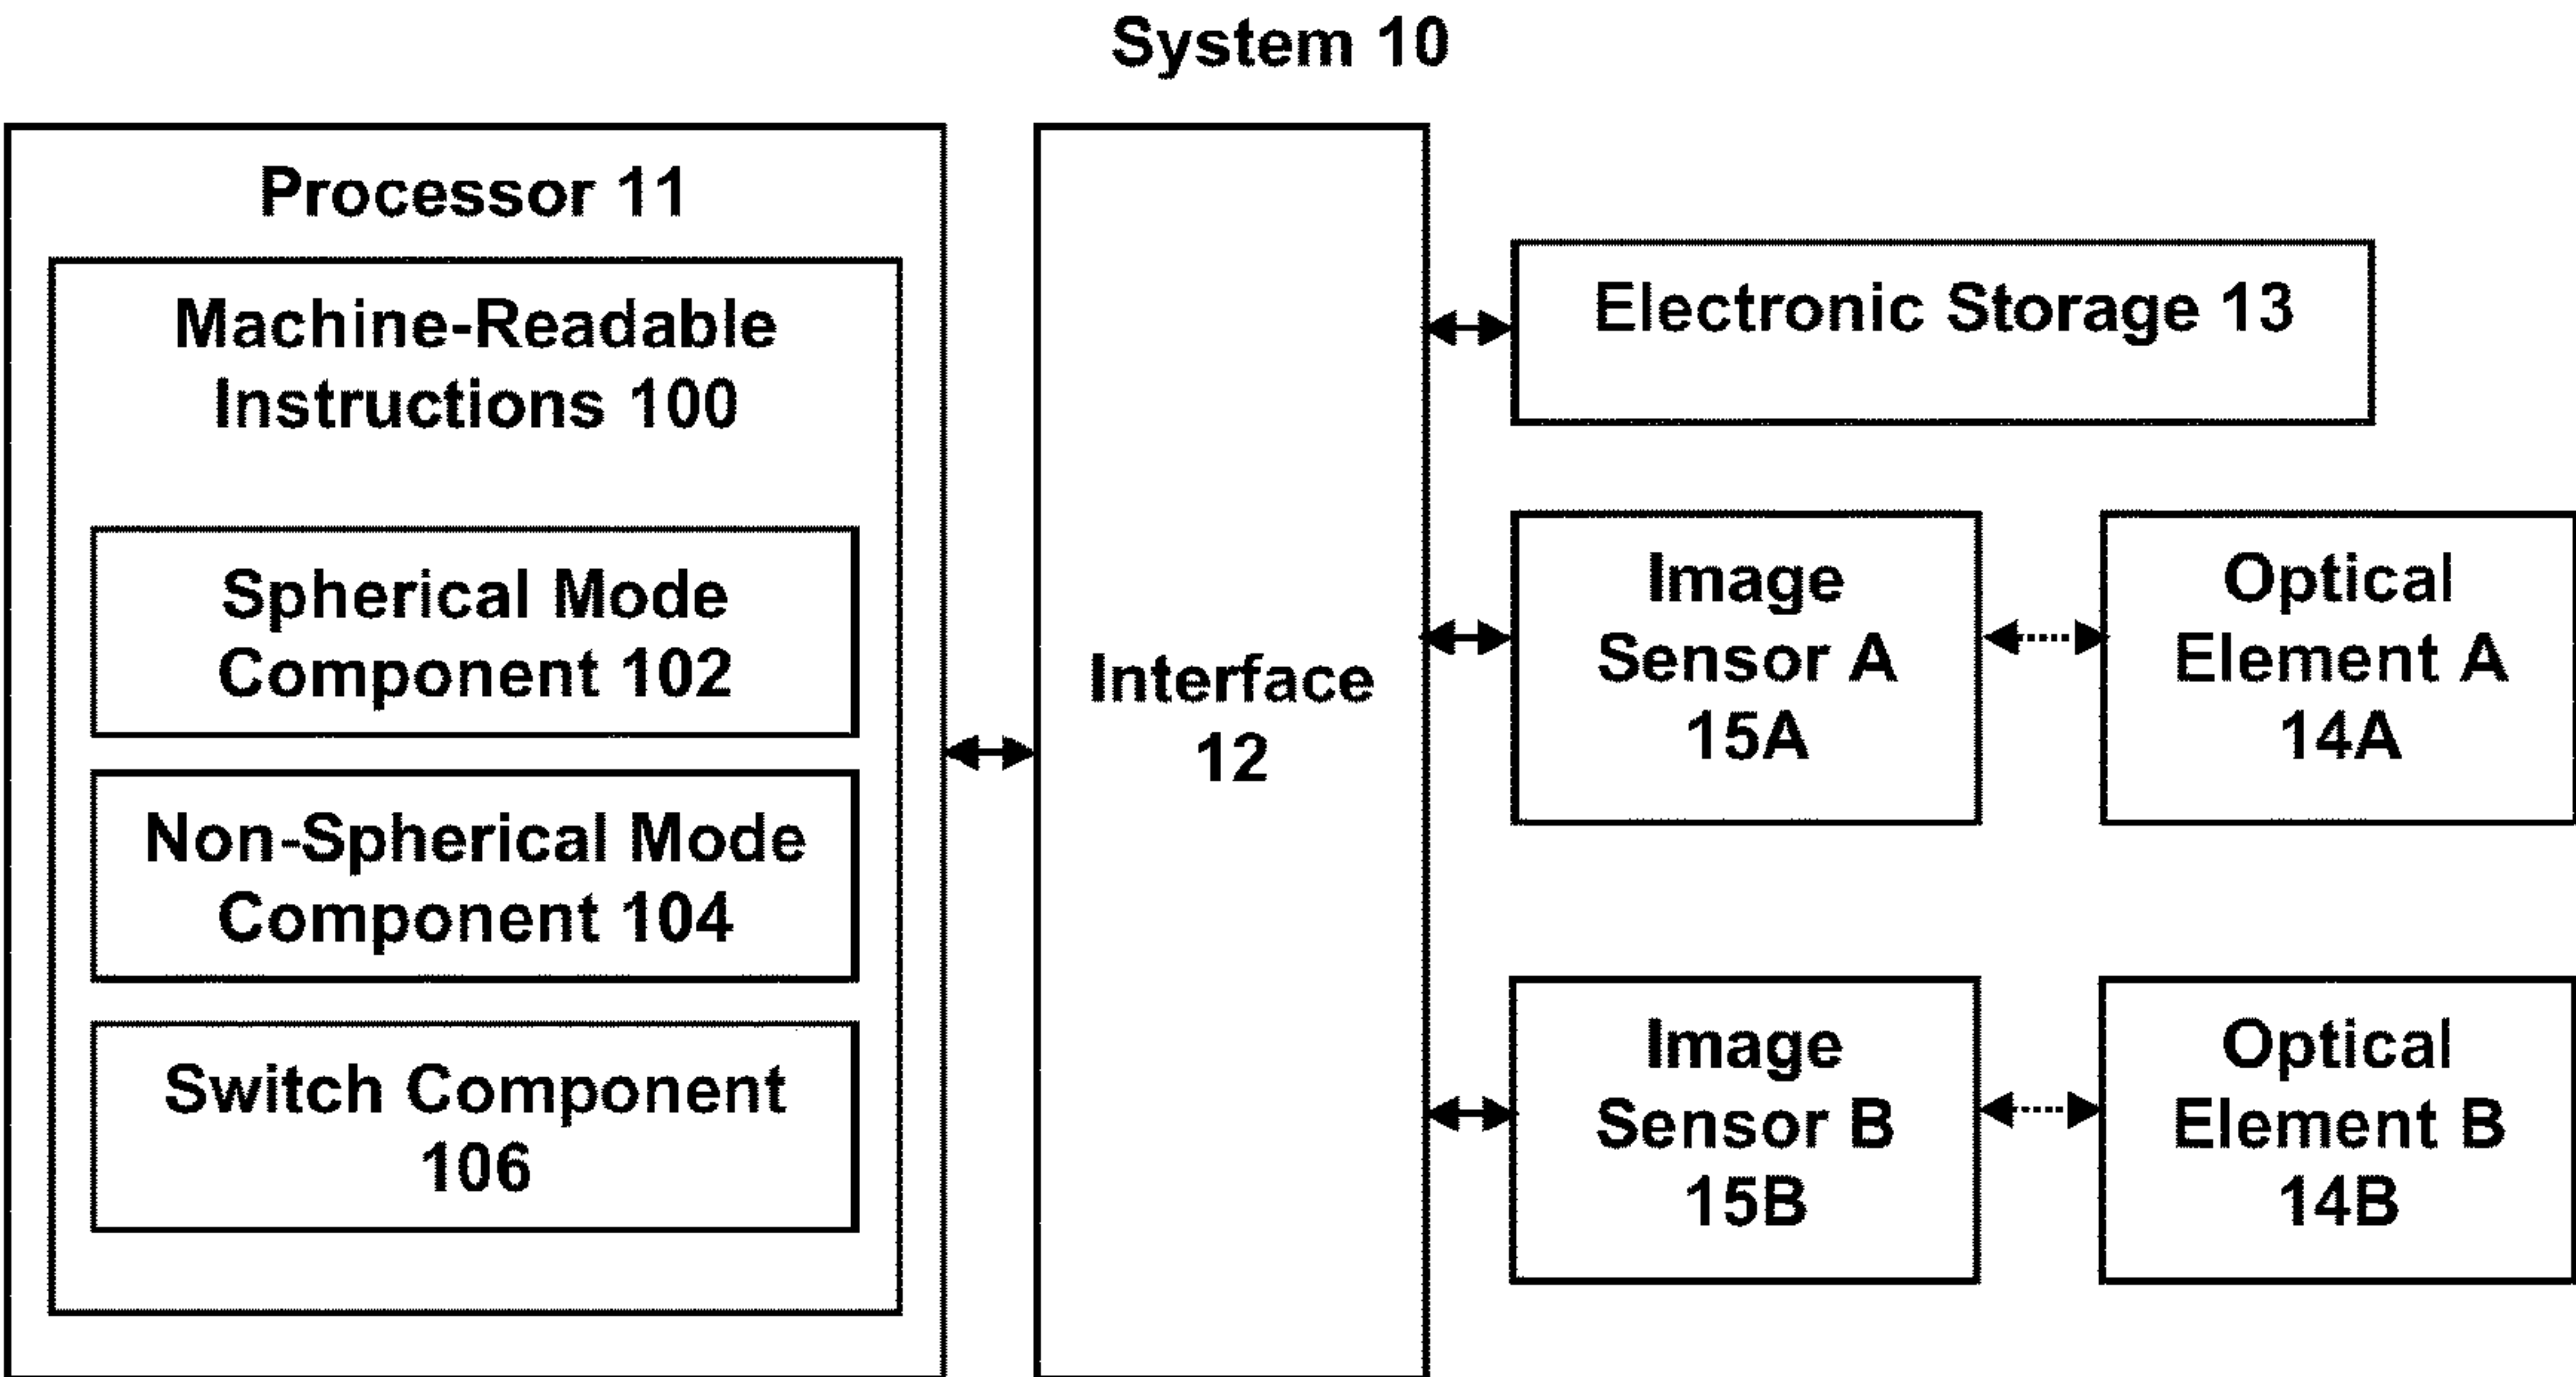 System 10
Processor 11
Machine-Readable
Instructions 100
Spherical Mode
Component 102
Non-Spherical Mode
Component 104
Switch Component
106
Interface
12
Electronic Storage 13
Image
Sensor A
15A
Optical
Element A
14A
Image
Sensor B
15B
Optical
Element B
14B